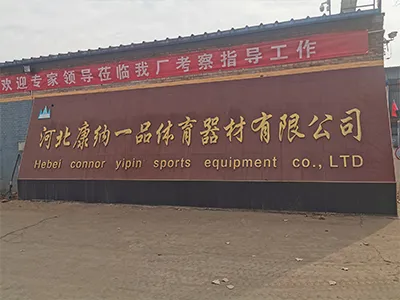 欢迎专家领导莅临我厂考察指导工作
河北康纳一品体育器材有限公司
Hebei connor yipin sports equipment co., LTD